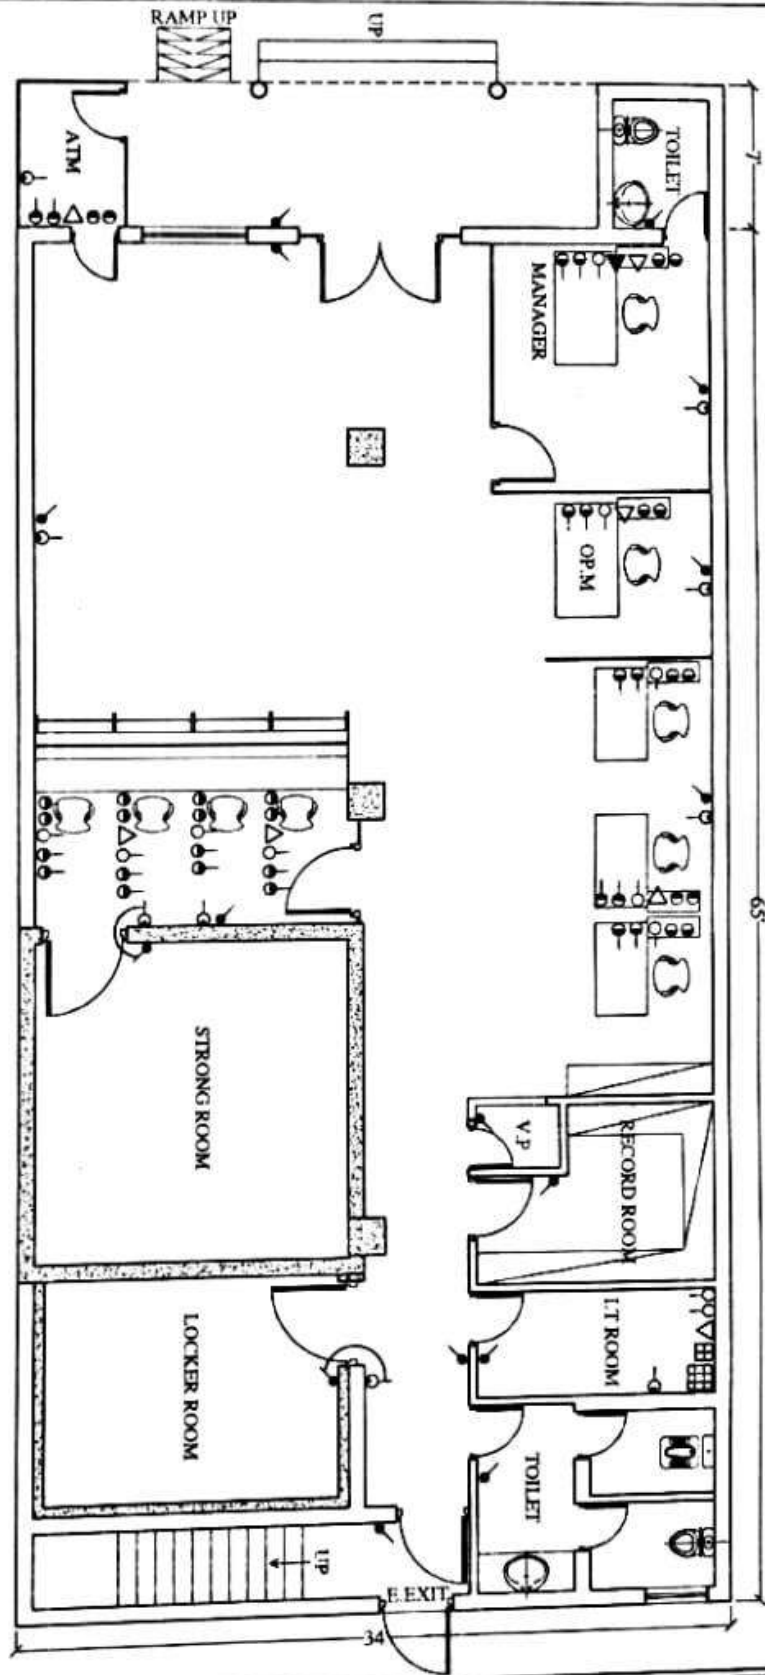 RAMP UP
UP
ATM
TOILET
7'
MANAGER
OP.M
65'
STRONG ROOM
V.P
RECORD ROOM
I.T ROOM
LOCKER ROOM
TOILET
UP
E.EXIT
34